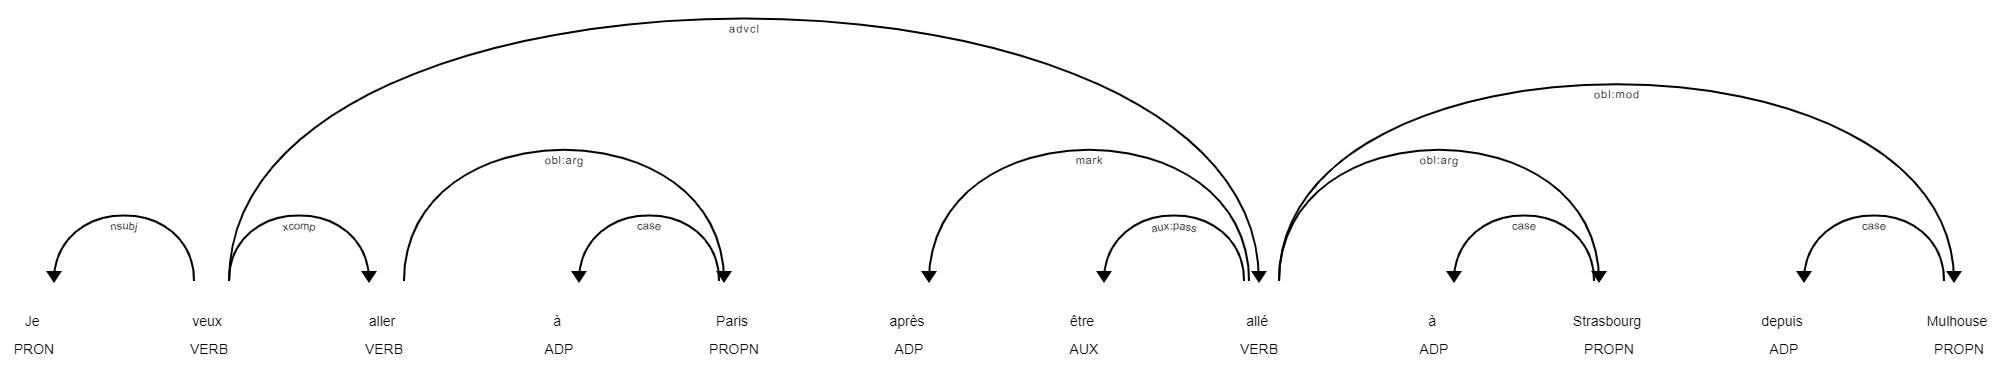 advcl
obl:mod
obl:arg mark obl:arg
nsubj xcomp case aux:pass case case
Je veux aller à Paris après être allé à Strasbourg depuis Mulhouse
PRON VERB VERB ADP PROPN ADP AUX VERB ADP PROPN ADP PROPN